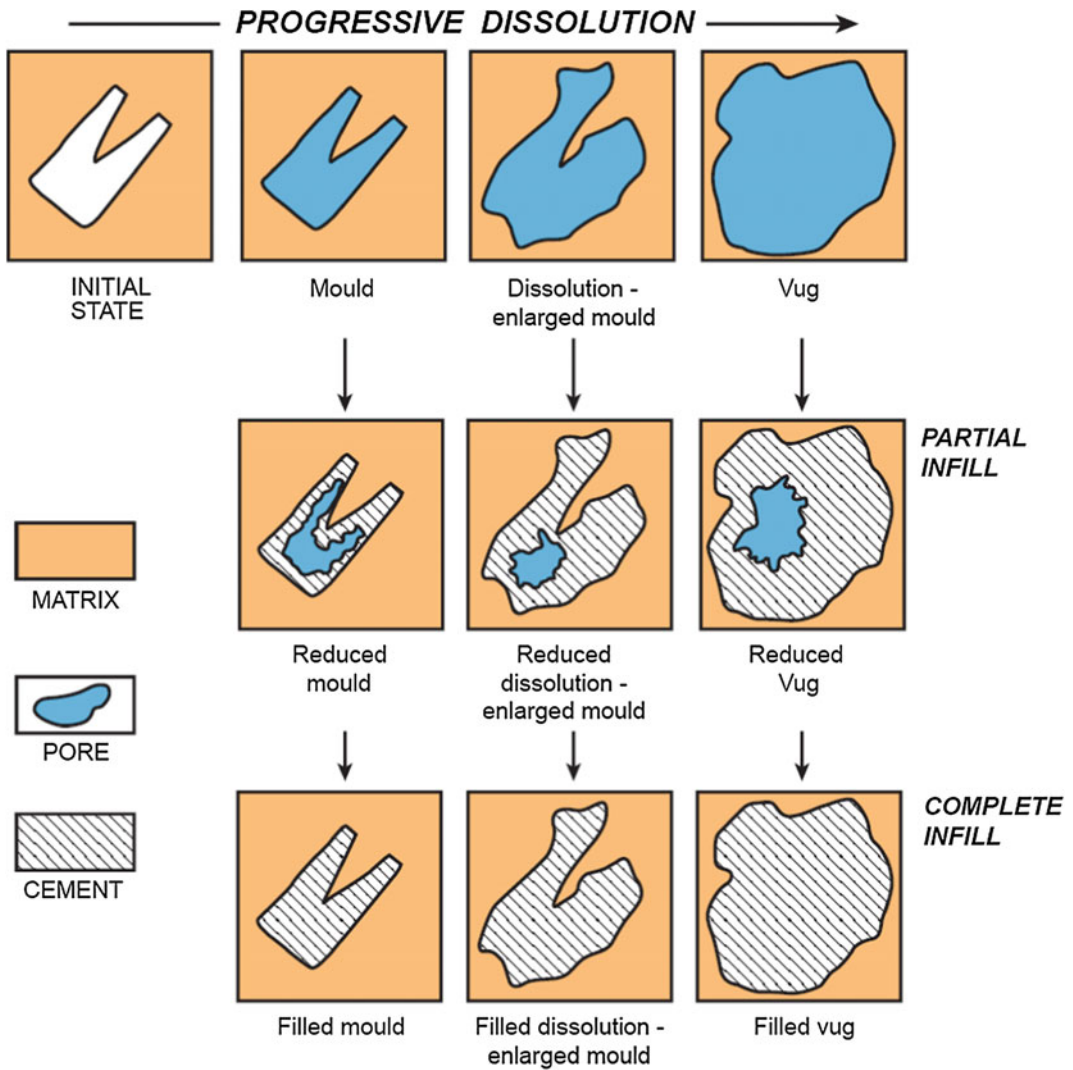 PROGRESSIVE DISSOLUTION
INITIAL
STATE
Mould
Dissolution -
enlarged mould
Vug
PARTIAL
INFILL
MATRIX
Reduced
mould
Reduced
dissolution -
enlarged mould
Reduced
Vug
PORE
COMPLETE
INFILL
CEMENT
Filled mould
Filled dissolution -
enlarged mould
Filled vug